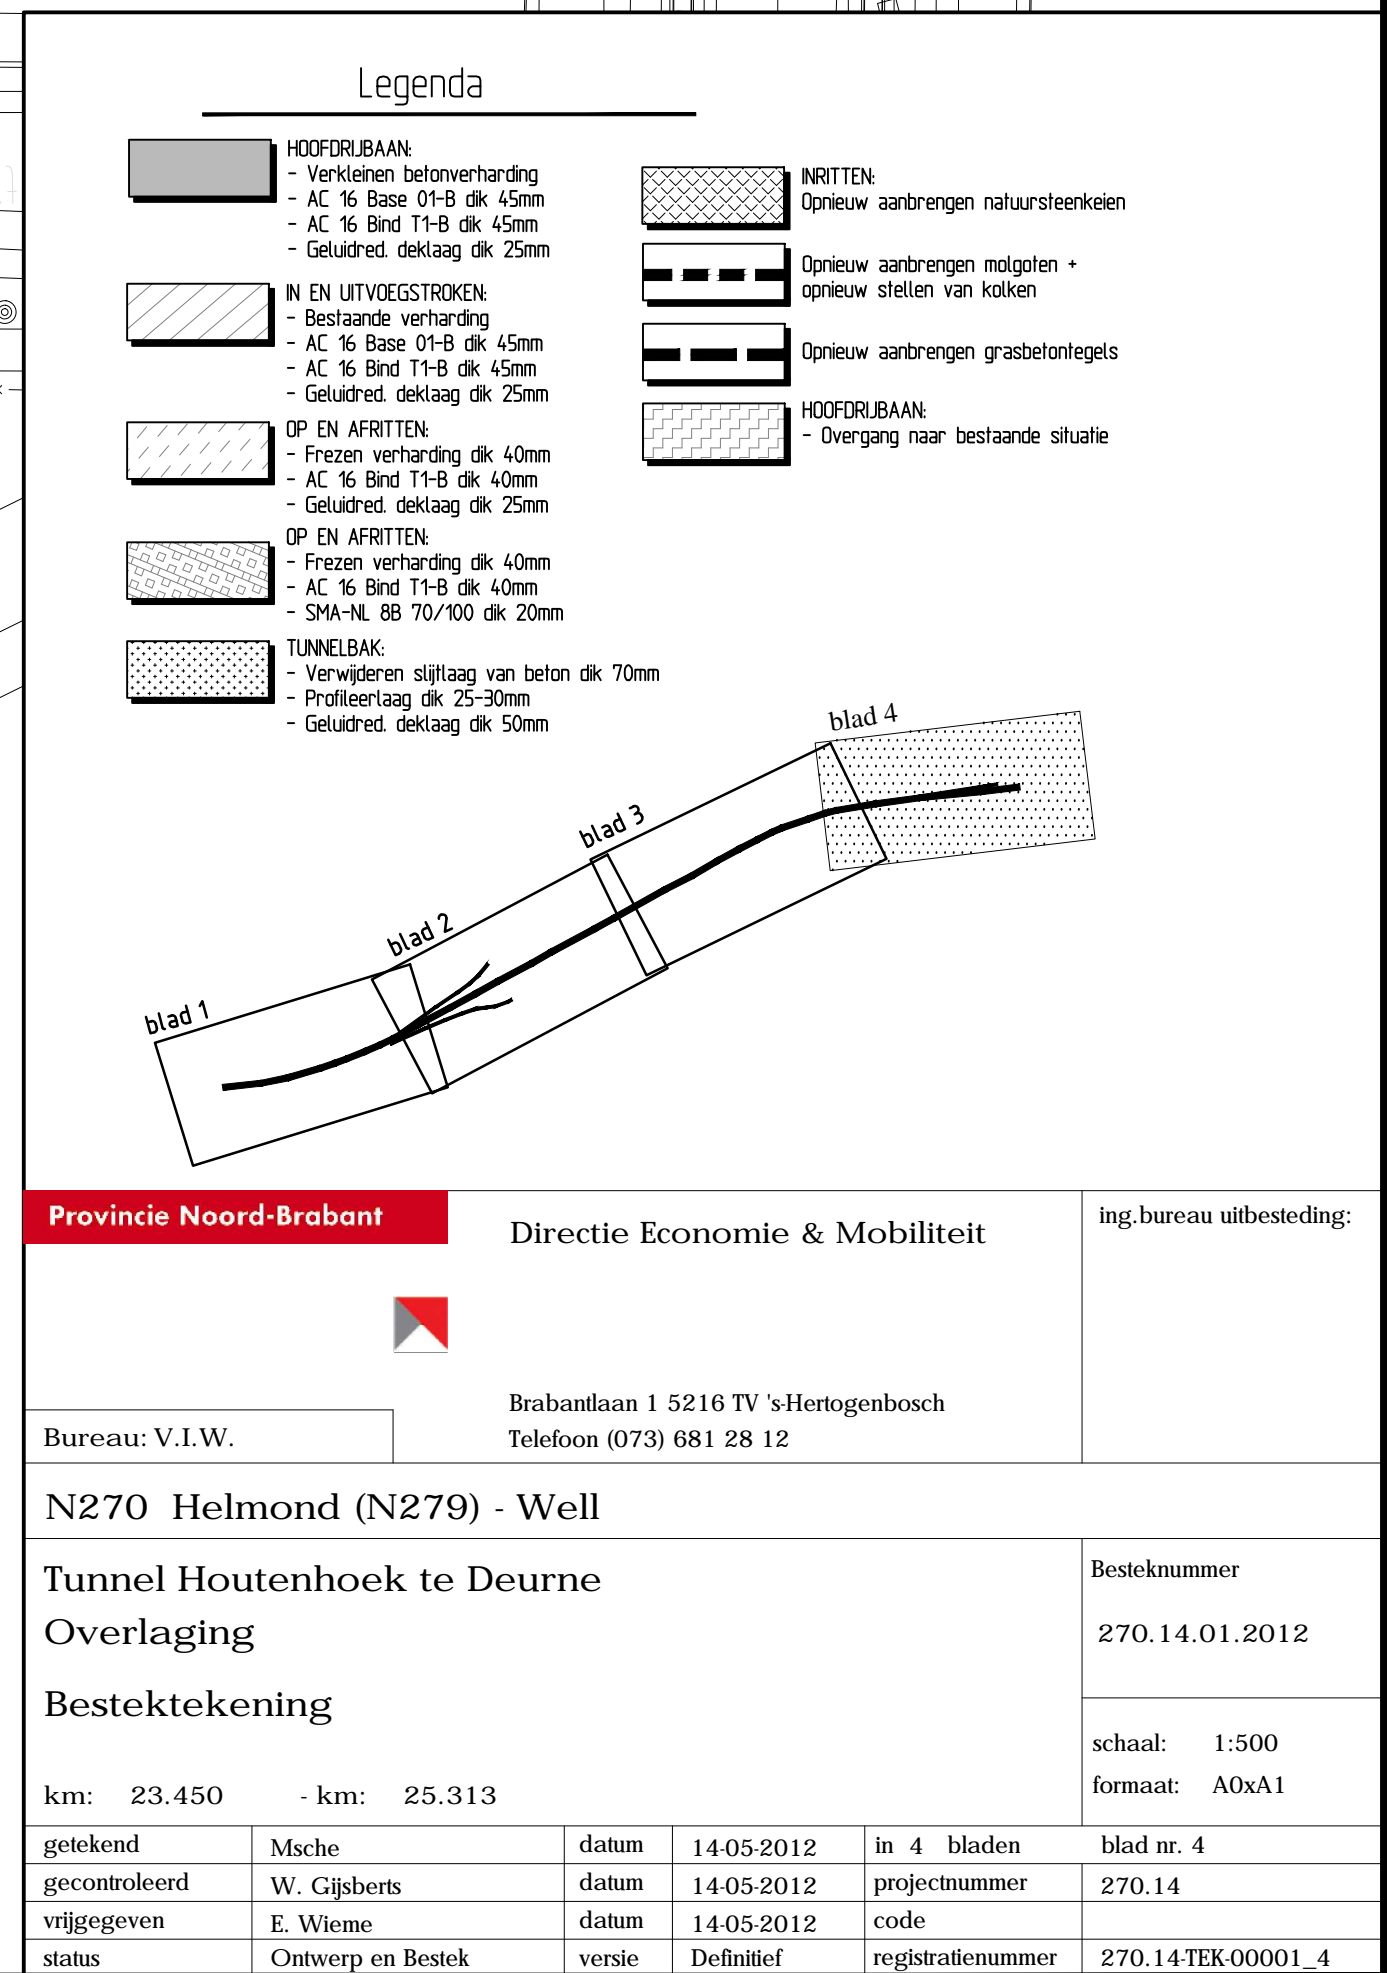 Legenda
HOOFDRIJBAAN:
- Verkleinen betonverharding
- AC 16 Base 01-B dik 45mm
- AC 16 Bind T1-B dik 45mm
- Geluidred. deklaag dik 25mm
IN EN UITVOEGSTROKEN:
- Bestaande verharding
- AC 16 Base 01-B dik 45mm
- AC 16 Bind T1-B dik 45mm
- Geluidred. deklaag dik 25mm
OP EN AFRITTEN:
- Frezen verharding dik 40mm
- AC 16 Bind T1-B dik 40mm
- Geluidred. deklaag dik 25mm
OP EN AFRITTEN:
- Frezen verharding dik 40mm
- AC 16 Bind T1-B dik 40mm
- SMA-NL 8B 70/100 dik 20mm
TUNNELBAK:
- Verwijderen slijtlaag van beton dik 70mm
- Profileerlaag dik 25-30mm
- Geluidred. deklaag dik 50mm
INRITTEN:
Opnieuw aanbrengen natuursteenkeien
Opnieuw aanbrengen molgoten +
opnieuw stellen van kolken
Opnieuw aanbrengen grasbetontegels
HOOFDRIJBAAN:
- Overgang naar bestaande situatie
blad 4
blad 3
blad 2
blad 1
Provincie Noord-Brabant
Directie Economie & Mobiliteit
ing.bureau uitbesteding:
Brabantlaan 1 5216 TV 's-Hertogenbosch
Bureau: V.I.W.
Telefoon (073) 681 28 12
N270 Helmond (N279) - Well
Tunnel Houtenhoek te Deurne
Overlaging
Bestektekening
km: 23.450 - km: 25.313
Besteknummer
270.14.01.2012
schaal: 1:500
formaat: A0xA1
getekend Msche datum 14-05-2012 in 4 bladen blad nr. 4
gecontroleerd W. Gijsberts datum 14-05-2012 projectnummer 270.14
vrijgegeven E. Wieme datum 14-05-2012 code
status Ontwerp en Bestek versie Definitief registratienummer 270.14-TEK-00001_4